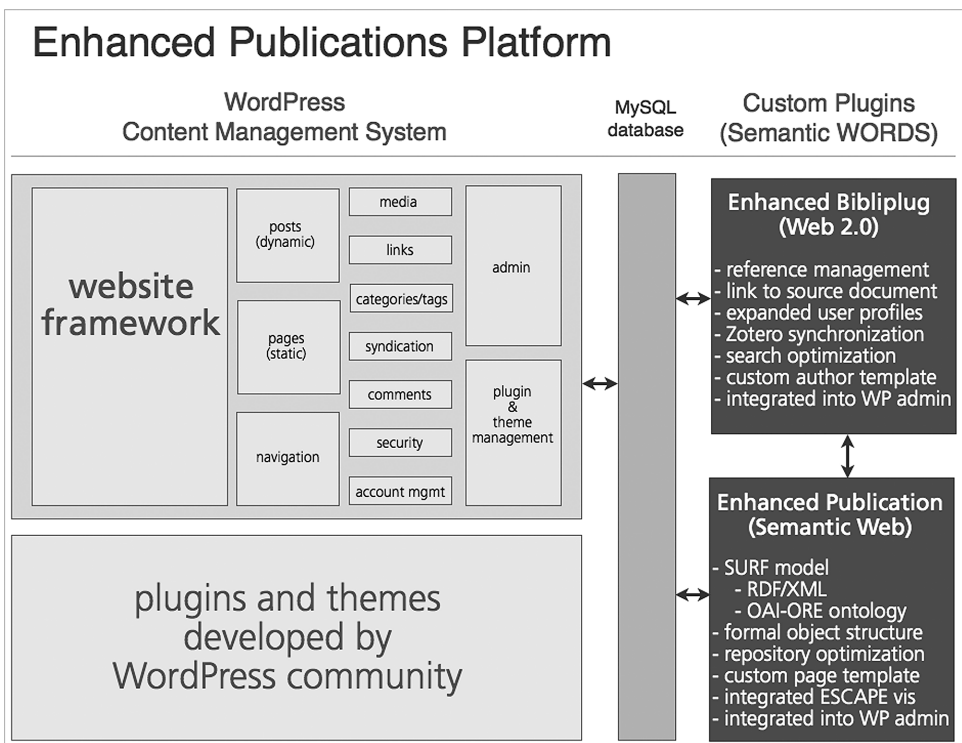 Enhanced Publications Platform
WordPress
Content Management System
MySQL
database
Custom Plugins
(Semantic WORDS)
website
framework
posts
(dynamic)
pages
(static)
navigation
media
links
categories/tags
syndication
comments
security
account mgmt
admin
plugin
&
theme
management
plugins and themes
developed by
WordPress community
Enhanced Bibliplug
(Web 2.0)
- reference management
- link to source document
- expanded user profiles
- Zotero synchronization
- search optimization
- custom author template
- integrated into WP admin
Enhanced Publication
(Semantic Web)
- SURF model
- RDF/XML
- OAI-ORE ontology
- formal object structure
- repository optimization
- custom page template
- integrated ESCAPE vis
- integrated into WP admin